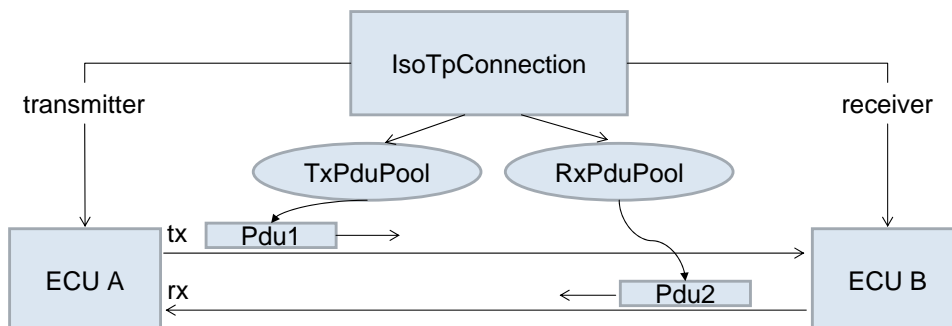 IsoTpConnection
transmitter
receiver
TxPduPool
RxPduPool
tx
Pdu1
ECU A
ECU B
rx
Pdu2